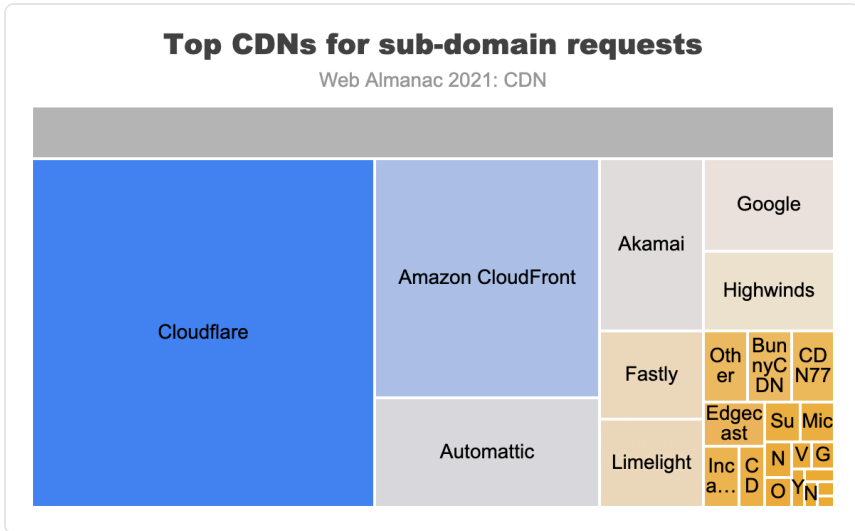 Top CDNs for sub-domain requests
Web Almanac 2021: CDN
Cloudflare
Amazon CloudFront
Automattic
Akamai
Fastly
Limelight
Google
Highwinds
Oth
er
Bun
nyC
DN
CD
N77
Edgec
ast
Su
Mic
Inc
a…
C
D
N
V
G
O
Y
N